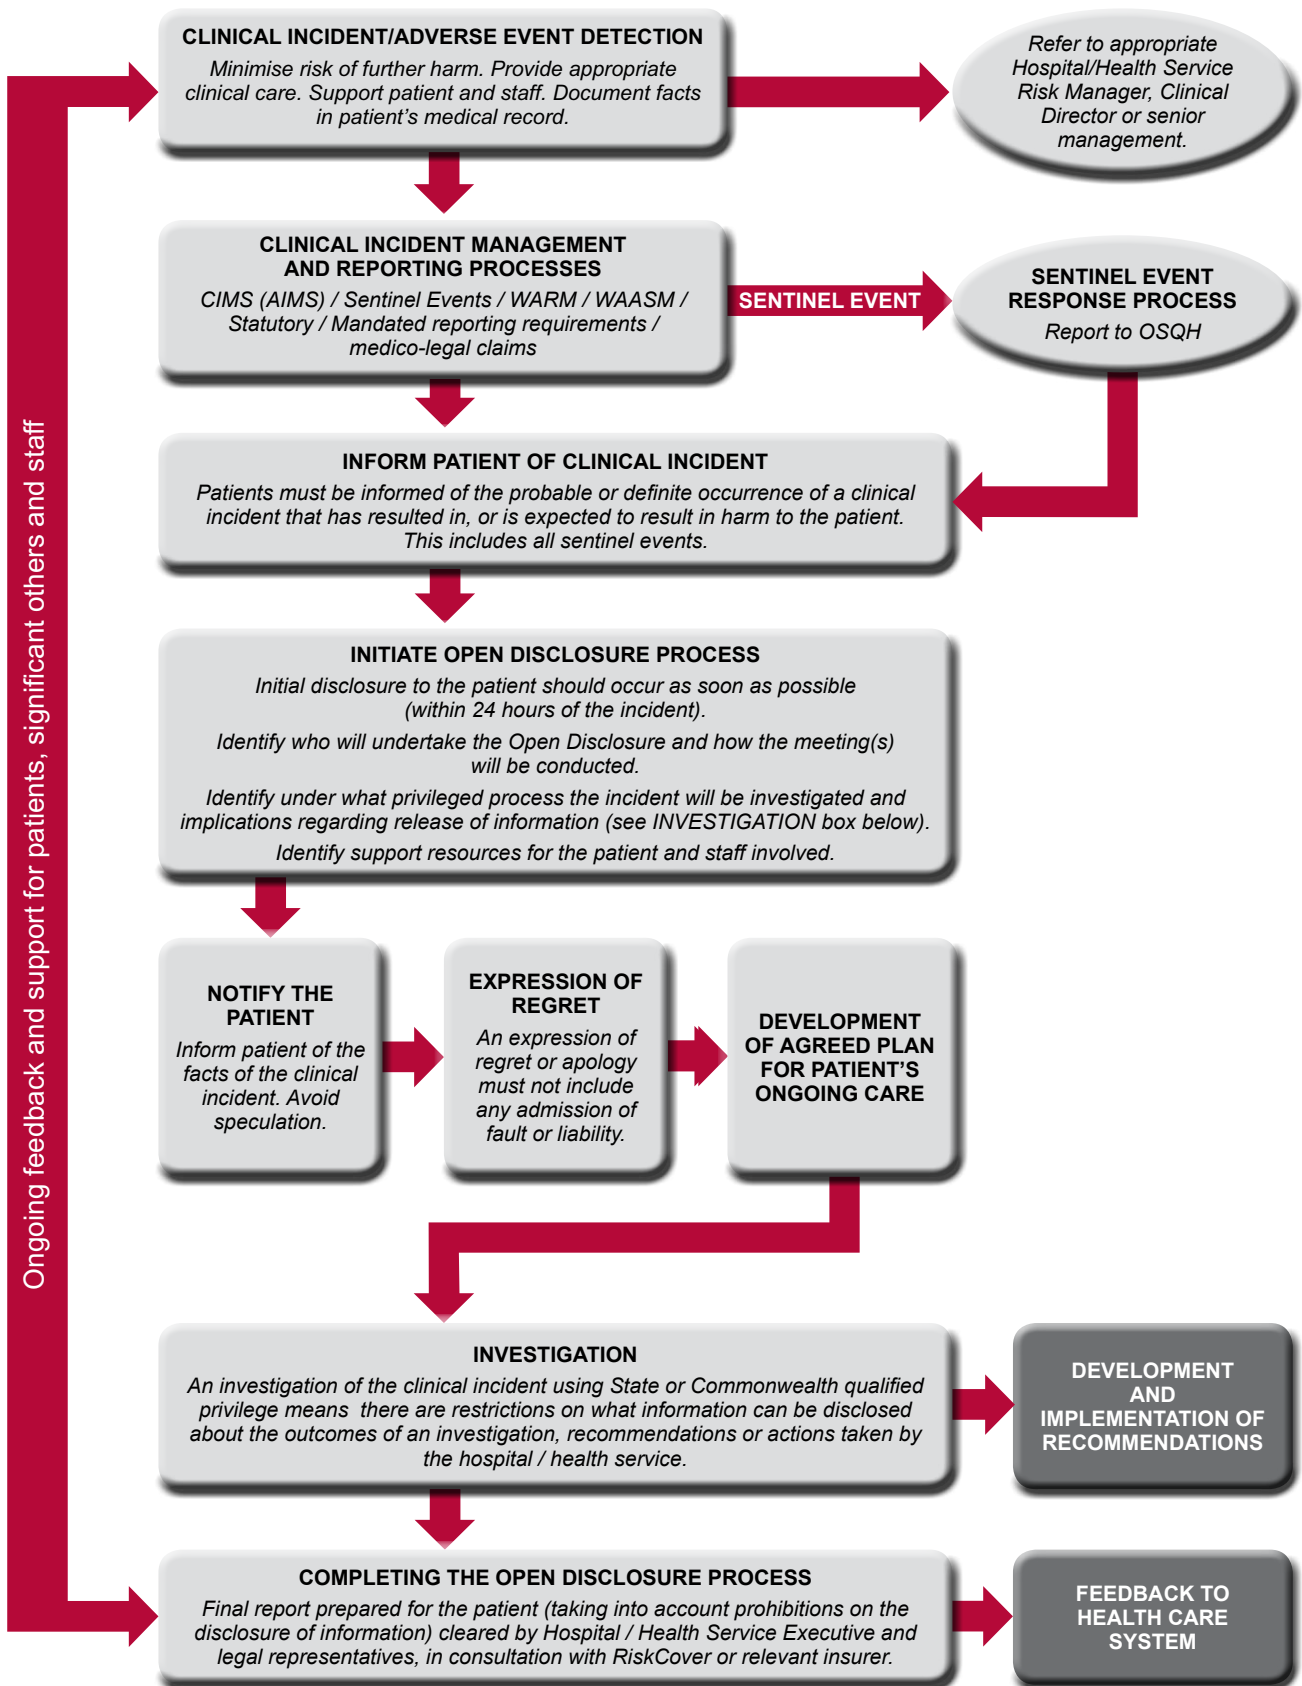 CLINICAL INCIDENT/ADVERSE EVENT DETECTION
Minimise risk of further harm. Provide appropriate
clinical care. Support patient and staff. Document facts
in patient's medical record.
Refer to appropriate
Hospital/Health Service
Risk Manager, Clinical
Director or senior
management.
CLINICAL INCIDENT MANAGEMENT
AND REPORTING PROCESSES
CIMS (AIMS) / Sentinel Events / WARM / WAASM /
Statutory / Mandated reporting requirements /
medico-legal claims
SENTINEL EVENT
SENTINEL EVENT
RESPONSE PROCESS
Report to OSQH
INFORM PATIENT OF CLINICAL INCIDENT
Patients must be informed of the probable or definite occurrence of a clinical
incident that has resulted in, or is expected to result in harm to the patient.
This includes all sentinel events.
INITIATE OPEN DISCLOSURE PROCESS
Initial disclosure to the patient should occur as soon as possible
(within 24 hours of the incident).
Identify who will undertake the Open Disclosure and how the meeting(s)
will be conducted.
Identify under what privileged process the incident will be investigated and
implications regarding release of information (see INVESTIGATION box below).
Identify support resources for the patient and staff involved.
NOTIFY THE
PATIENT
Inform patient of the
facts of the clinical
incident. Avoid
speculation.
EXPRESSION OF
REGRET
An expression of
regret or apology
must not include
any admission of
fault or liability.
DEVELOPMENT
OF AGREED PLAN
FOR PATIENT'S
ONGOING CARE
INVESTIGATION
An investigation of the clinical incident using State or Commonwealth qualified
privilege means  there are restrictions on what information can be disclosed
about the outcomes of an investigation, recommendations or actions taken by
the hospital / health service.
DEVELOPMENT
AND
IMPLEMENTATION OF
RECOMMENDATIONS
COMPLETING THE OPEN DISCLOSURE PROCESS
Final report prepared for the patient (taking into account prohibitions on the
disclosure of information) cleared by Hospital / Health Service Executive and
legal representatives, in consultation with RiskCover or relevant insurer.
FEEDBACK TO
HEALTH CARE
SYSTEM
Ongoing feedback and support for patients, significant others and staff